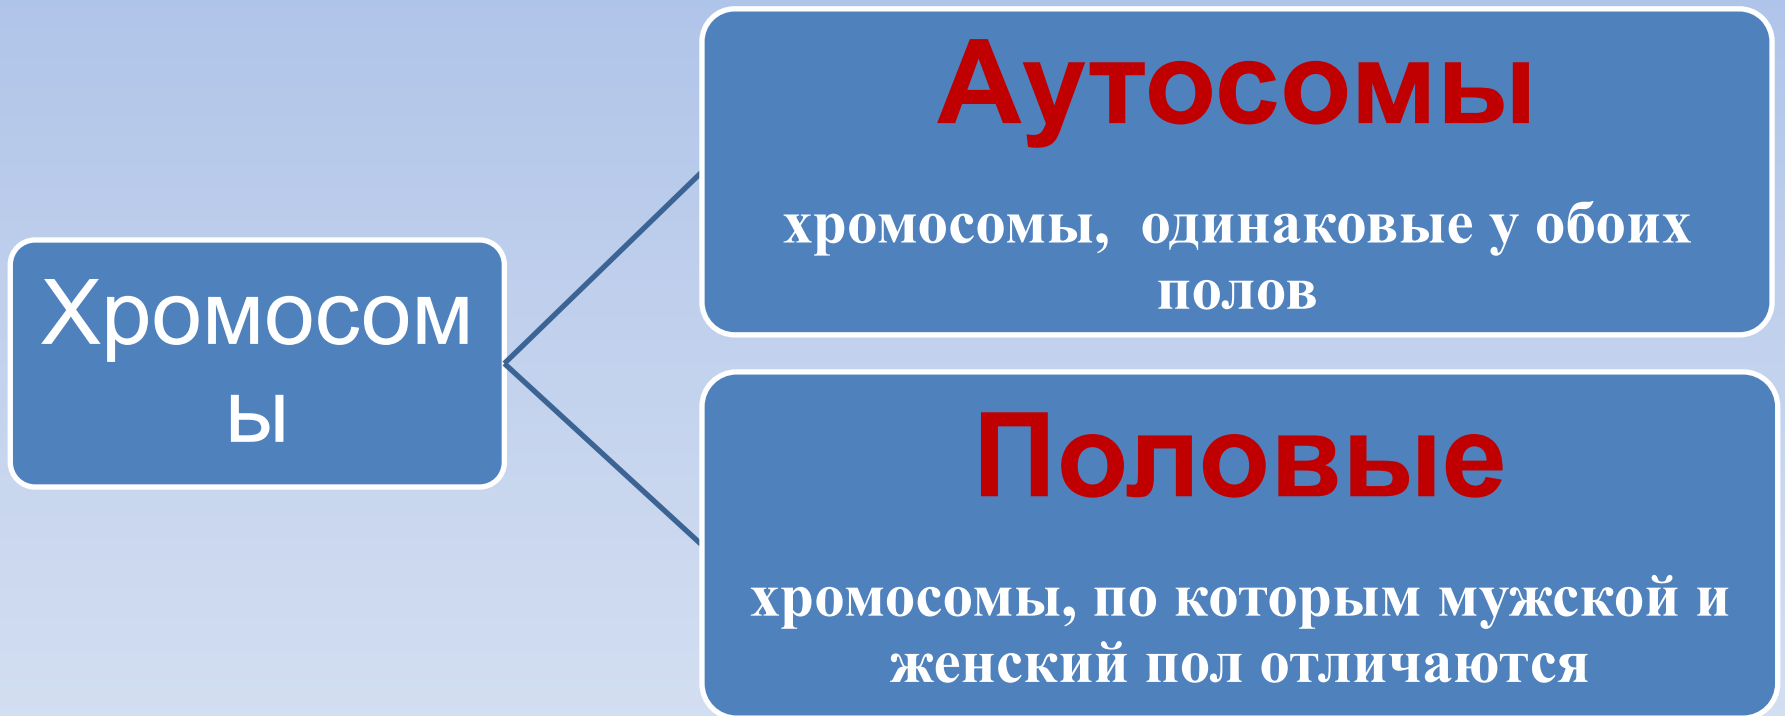 Хромосом
ы
Аутосомы
хромосомы, одинаковые у обоих
полов
Половые
хромосомы, по которым мужской и
женский пол отличаются